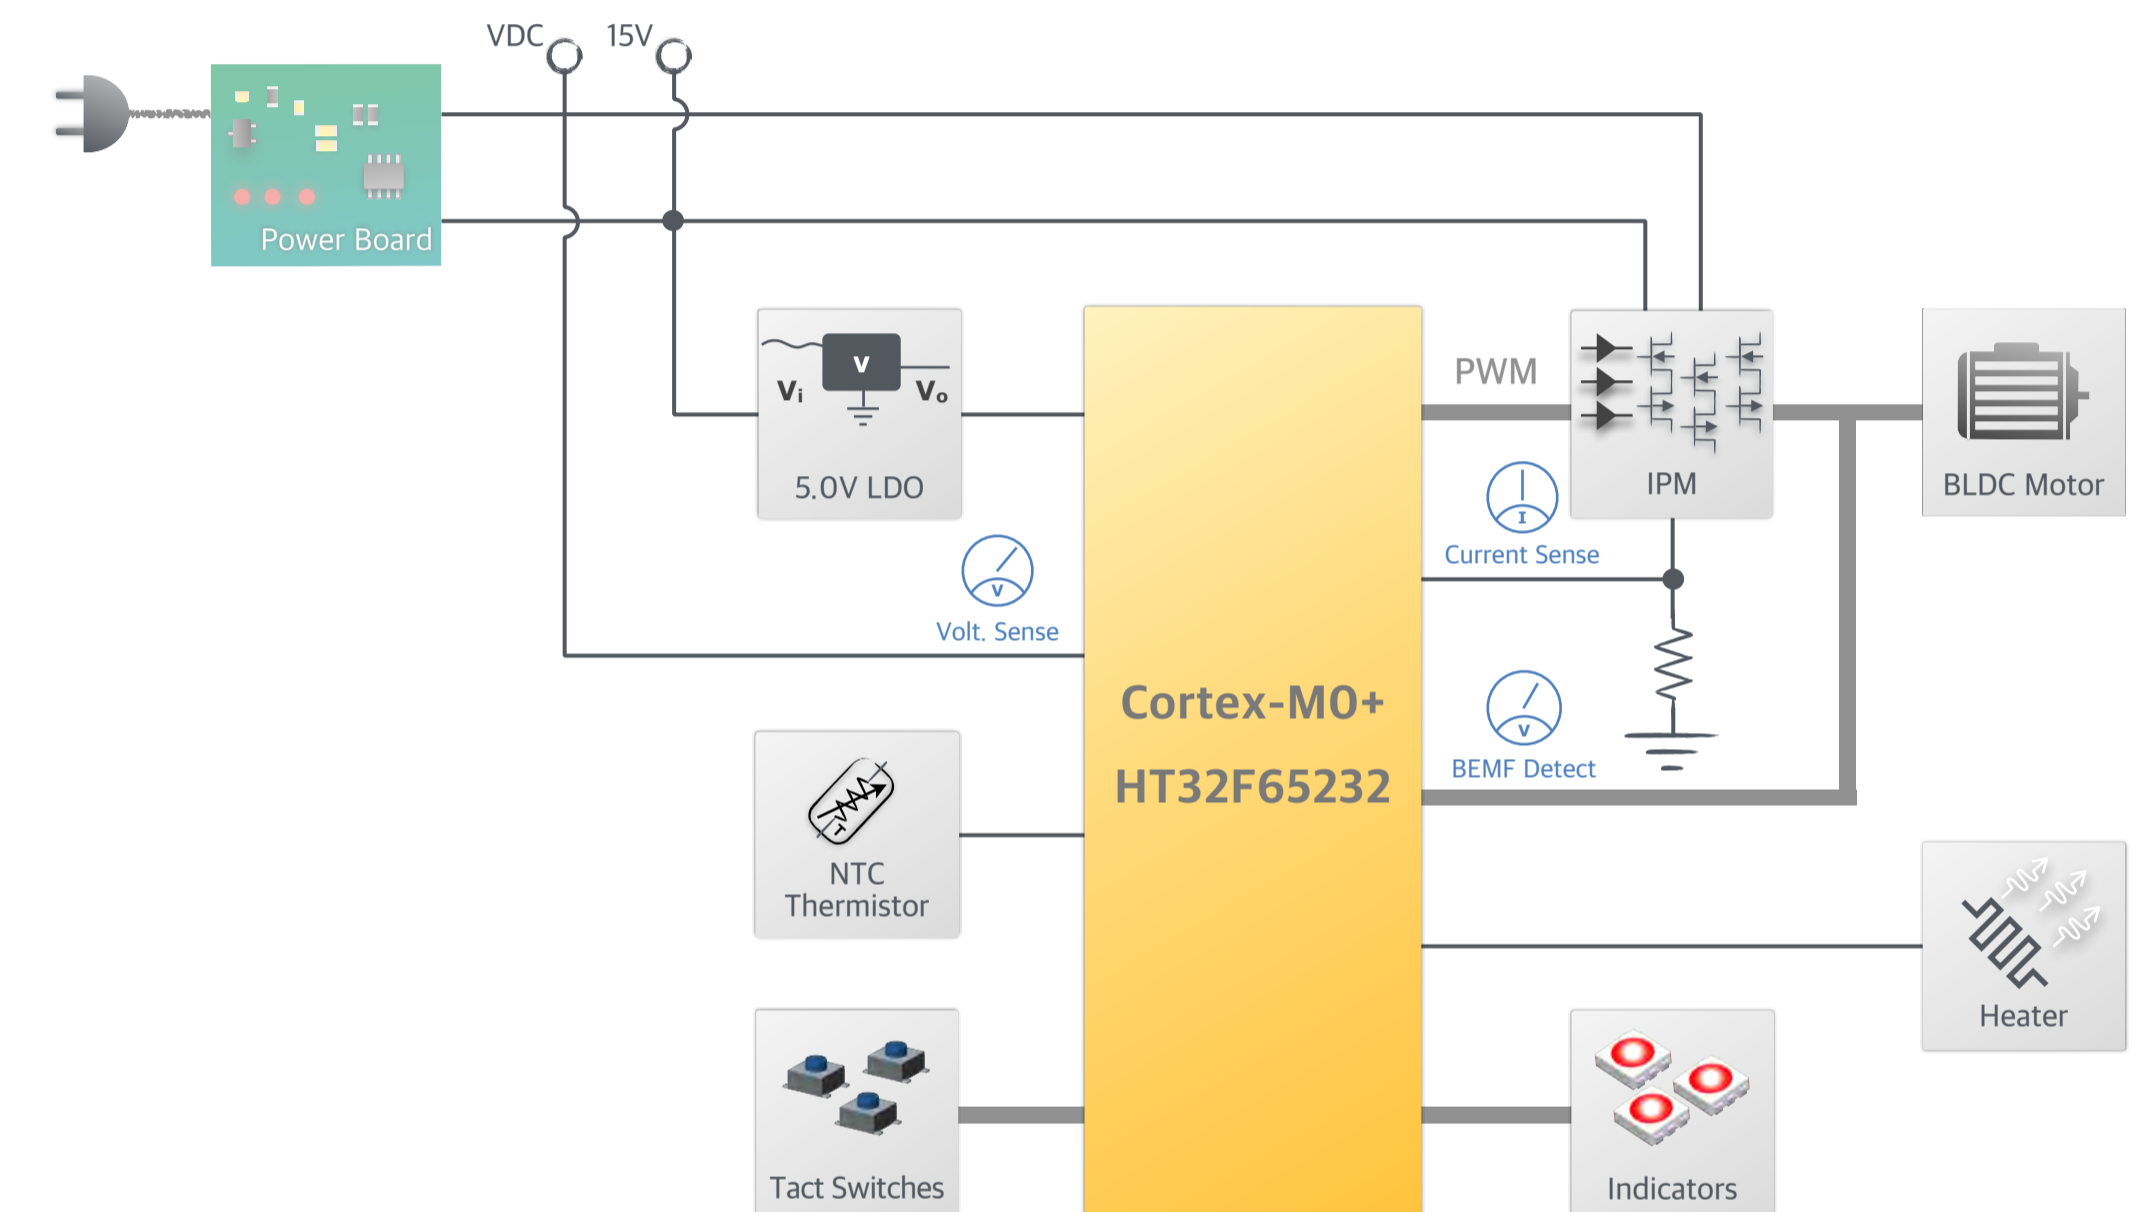 VDC
15V
Power Board
V
Vi
Vo
5.0V LDO
PWM
IPM
BLDC Motor
I
Current Sense
V
Volt. Sense
Cortex-M0+
HT32F65232
V
BEMF Detect
T
NTC
Thermistor
Heater
Tact Switches
Indicators